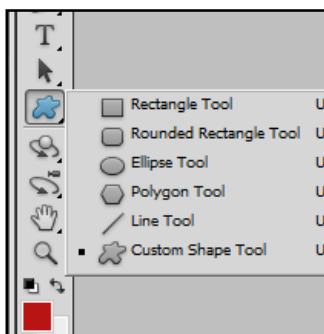 T
Rectangle Tool U
Rounded Rectangle Tool U
Ellipse Tool U
Polygon Tool U
Line Tool U
Custom Shape Tool U